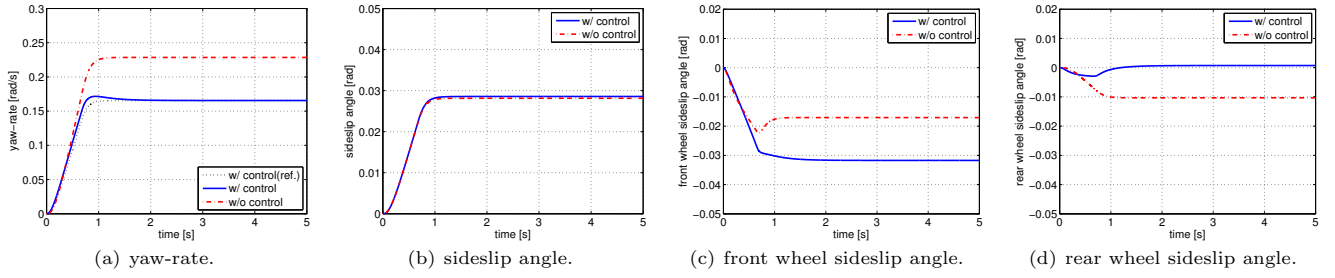 yaw-rate [rad/s]
0.3
0.25
0.2
0.15
0.1
0.05
0
0 1 2 3 4 5
time [s]
w/ control(ref.)
w/ control
w/o control
(a) yaw-rate.
sideslip angle [rad]
0.05
0.04
0.03
0.02
0.01
0
0 1 2 3 4 5
time [s]
w/ control
w/o control
(b) sideslip angle.
front wheel sideslip angle [rad]
0.02
0
−0.01
−0.02
−0.03
−0.04
−0.05
0 1 2 3 4 5
time [s]
w/ control
w/o control
(c) front wheel sideslip angle.
rear wheel sideslip angle [rad]
0.02
0
−0.01
−0.02
−0.03
−0.04
−0.05
0 1 2 3 4 5
time [s]
w/ control
w/o control
(d) rear wheel sideslip angle.